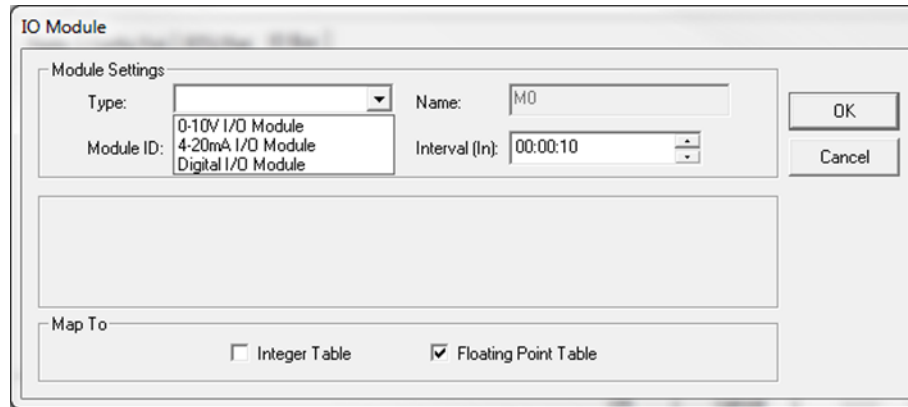 IO Module
Module Settings
Type:
Name:
M0
OK
0-10V I/O Module
4-20mA I/O Module
Digital I/O Module
Module ID:
Interval (In):
00:00:10
Cancel
Map To
Integer Table
Floating Point Table